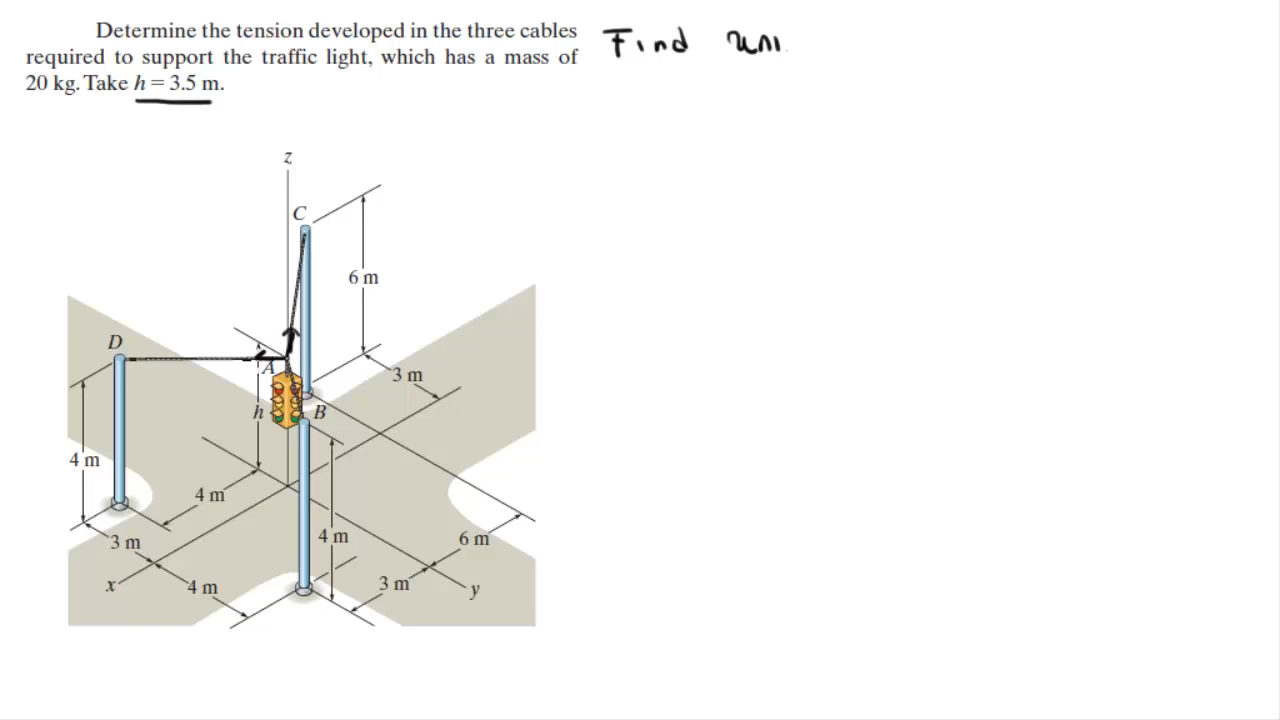 Determine the tension developed in the three cables
required to support the traffic light, which has a mass of
20 kg. Take h = 3.5 m.
Find
z
C
6 m
D
A
3 m
h
B
4 m
4 m
3 m
4 m
6 m
x
4 m
3 m
y